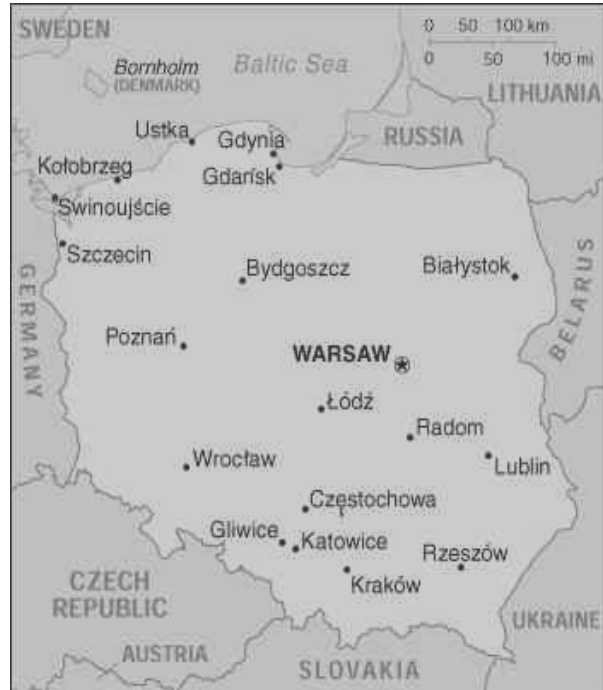 SWEDEN
0 50 100 km
0 50 100 mi
Bornholm
(DENMARK)
Baltic Sea
LITHUANIA
RUSSIA
Ustka
Gdynia
Gdańsk
Kołobrzeg
Swinoujście
Szczecin
Bydgoszcz
Białystok
GERMANY
BELARUS
Poznań
WARSAW
Łódź
Radom
Wrocław
Lublin
Częstochowa
Gliwice
Katowice
Rzeszów
Kraków
CZECH
REPUBLIC
UKRAINE
AUSTRIA
SLOVAKIA